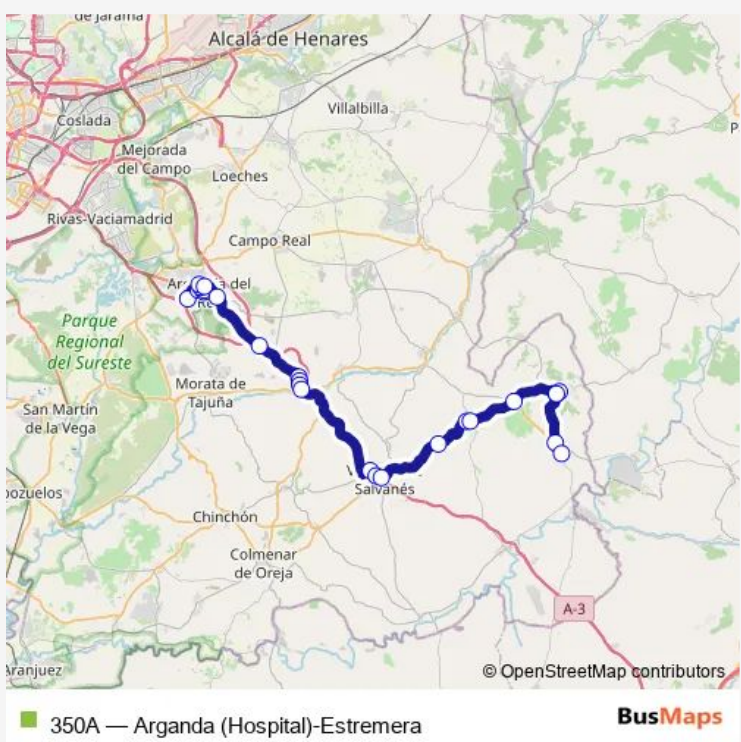 de Jarama
Alcalá de Henares
Villalbilla
Coslada
Mejorada
del Campo
Loeches
Rivas-Vaciamadrid
Campo Real
Parque
Regional
del Sureste
Morata de
Tajuña
San Martín
de la Vega
Salvanés
Chinchón
Colmenar
de Oreja
A-3
Aranjuez
© OpenStreetMap contributors
350A — Arganda (Hospital)-Estremera
BusMaps